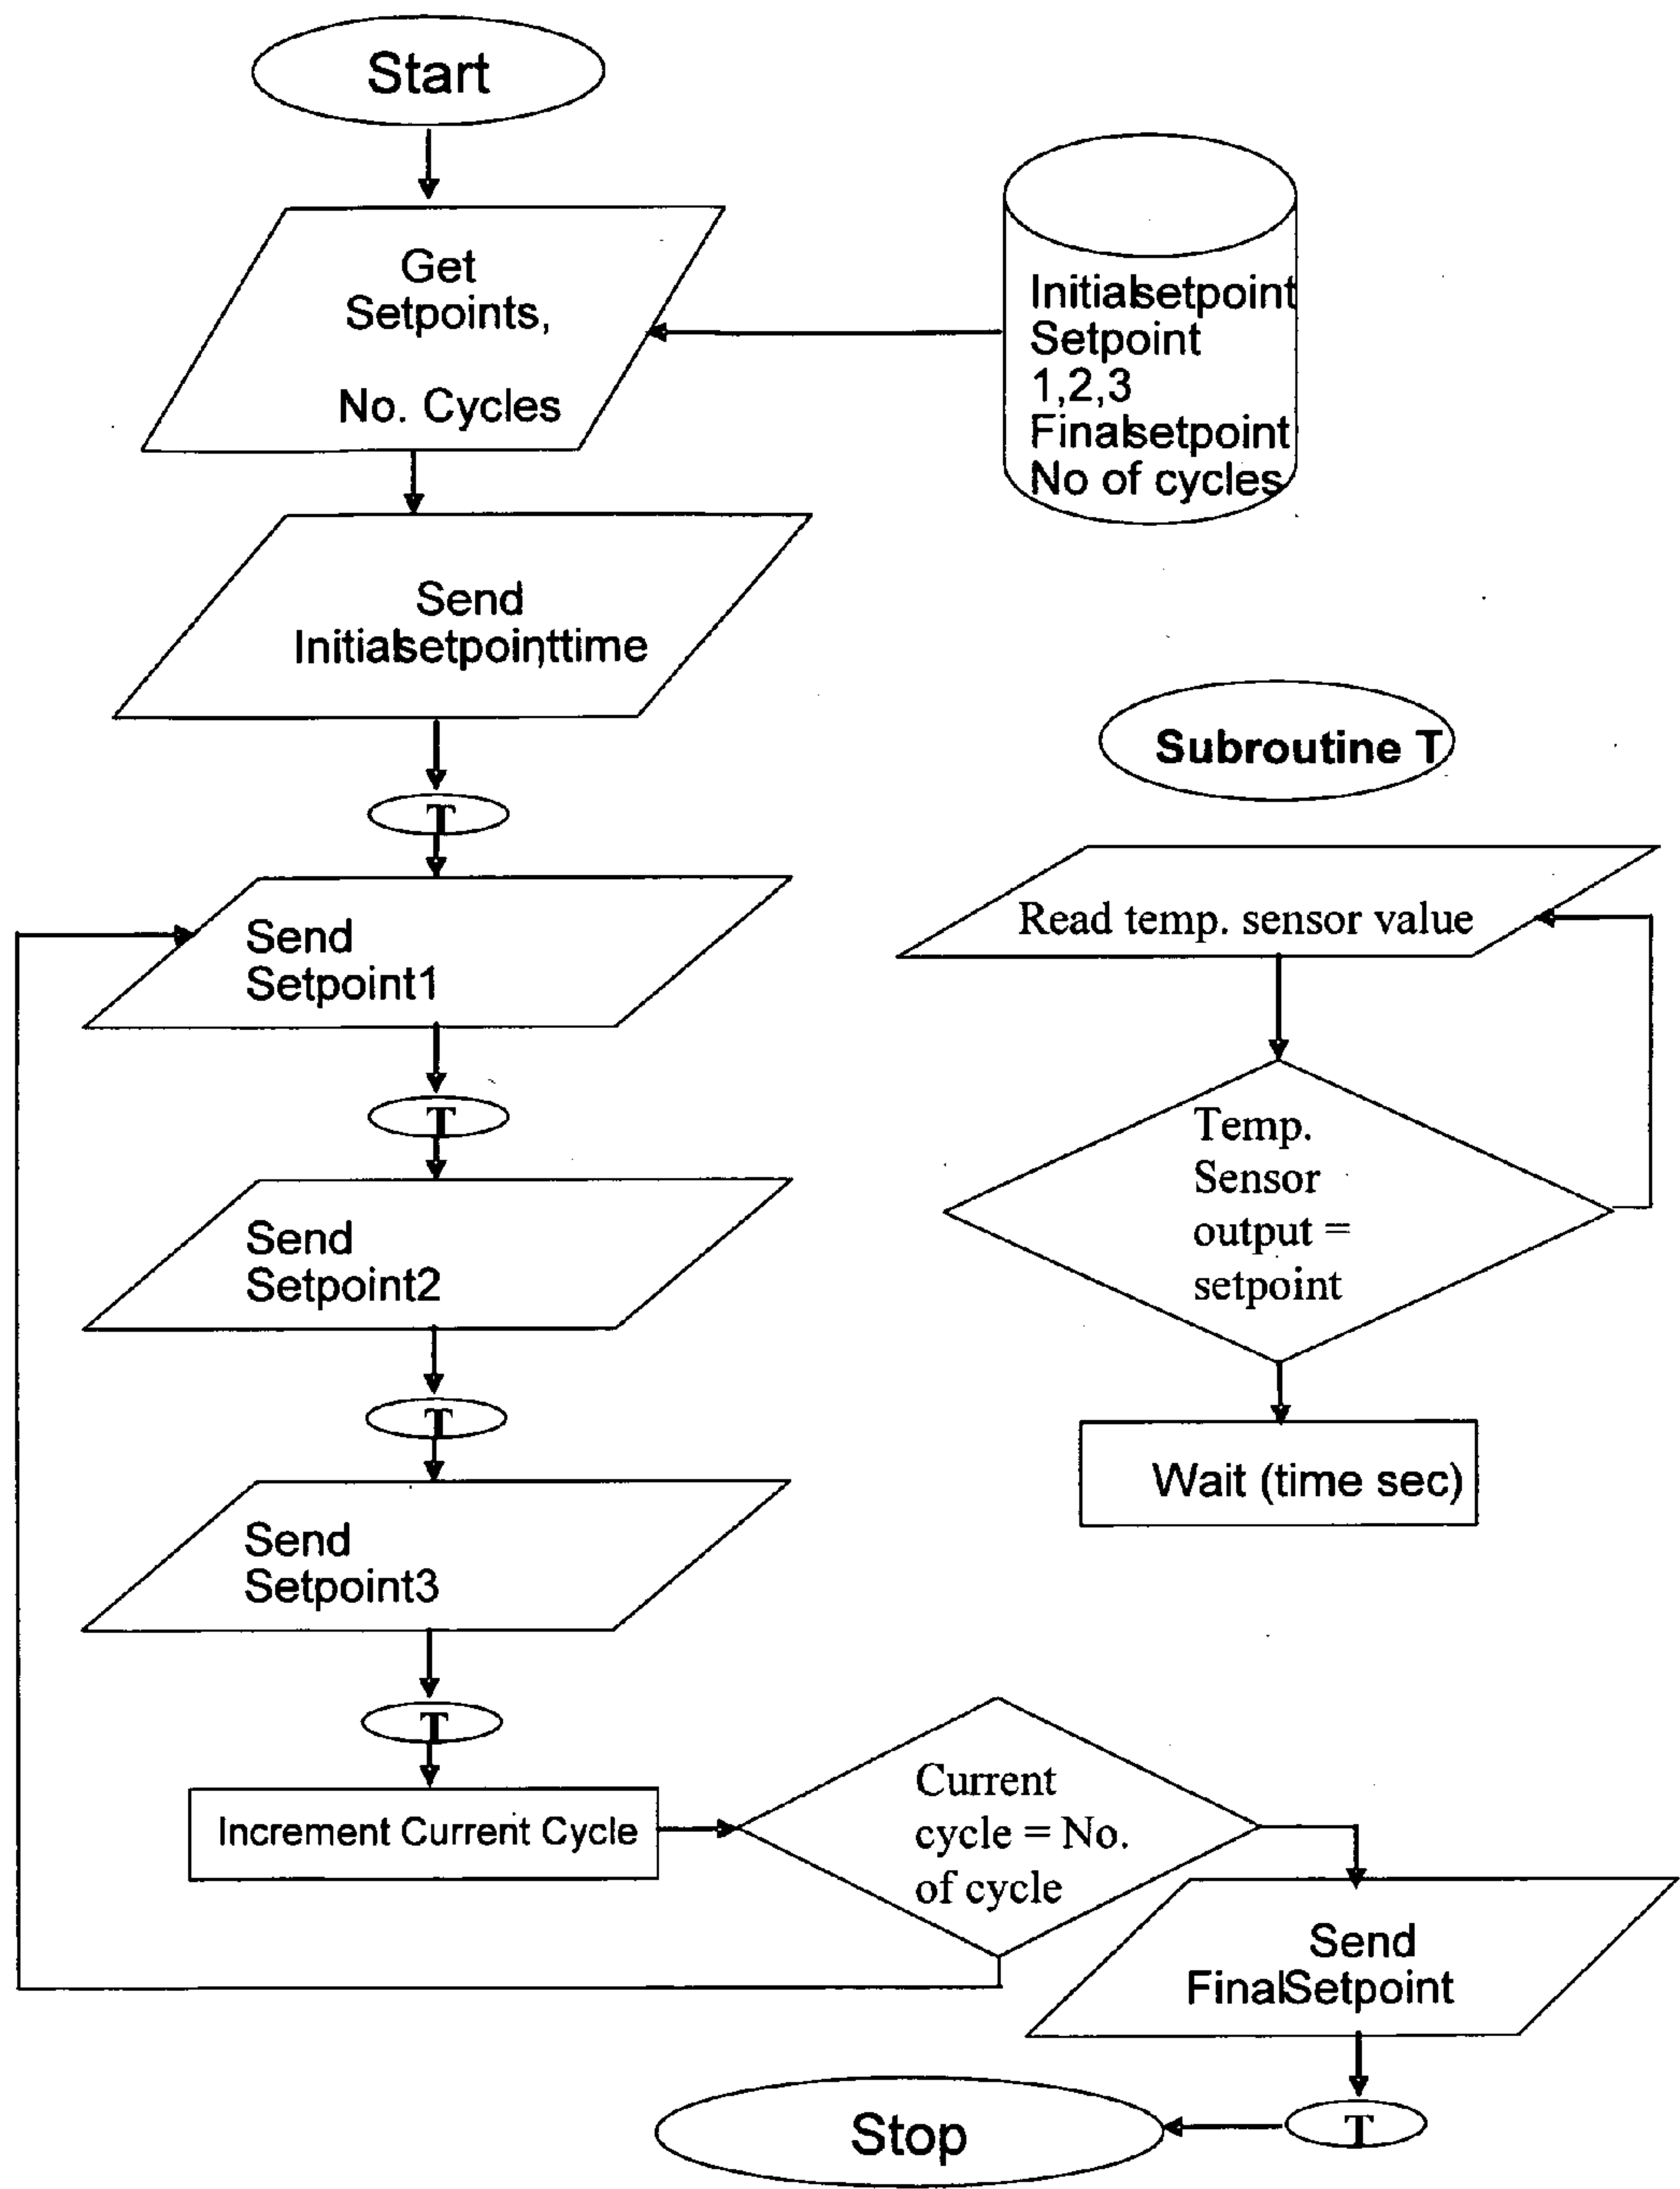 Start
Get
Setpoints,
No. Cycles
Initialsetpoint
Setpoint
1,2,3
Finalsetpoint
No of cycles
Send
Initialsetpoint,time
T
Send
Setpoint1
T
Send
Setpoint2
T
Send
Setpoint3
T
Increment Current Cycle
Current
cycle = No.
of cycle
Send
FinalSetpoint
T
Stop
Subroutine T
Read temp. sensor value
Temp.
Sensor
output =
setpoint
Wait (time sec)